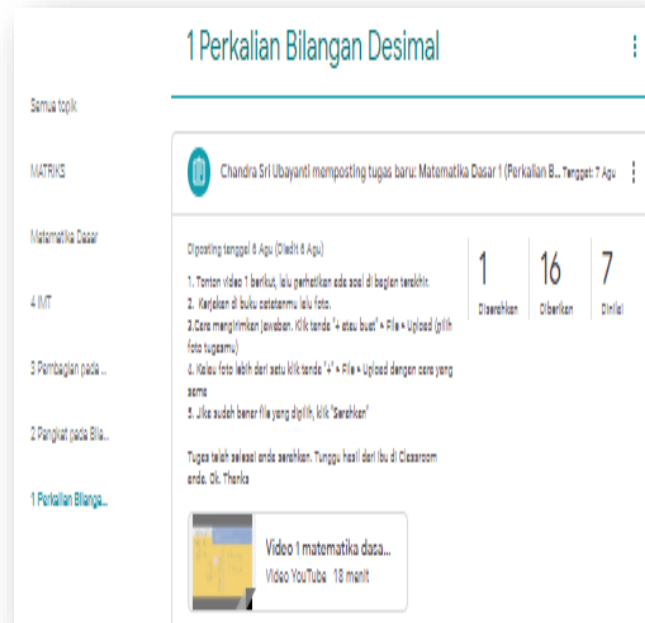 1 Perkalian Bilangan Desimal
Semua topik
MATRIKS
Matematika Dasar
4 IMT
3 Pembagian pada ...
2 Pangkat pada Bila...
1 Perkalian Bilanga...
Chandra Sri Ubayanti memposting tugas baru: Matematika Dasar 1 (Perkalian B... Tenggat: 7 Agu
Diposting tanggal 6 Agu (Diedit 6 Agu)
1. Tonton video 1 berikut, lalu perhatikan ada soal di bagian terakhir.
2. Kerjakan di buku catatanmu lalu foto.
3.Cara mengirimkan jawaban. Klik tanda "+ atau buat" > File > Upload (pilih
foto tugasmu)
4. Kalau foto lebih dari satu klik tanda "+" > File > Upload dengan cara yang
sama
5. Jika sudah benar file yang dipilih, klik "Serahkan"
Tugas telah selesai anda serahkan. Tunggu hasil dari Ibu di Classroom
anda. Ok. Thanks
1
Diserahkan
16
Diberikan
7
Dinilai
Video 1 matematika dasa...
Video YouTube 18 menit